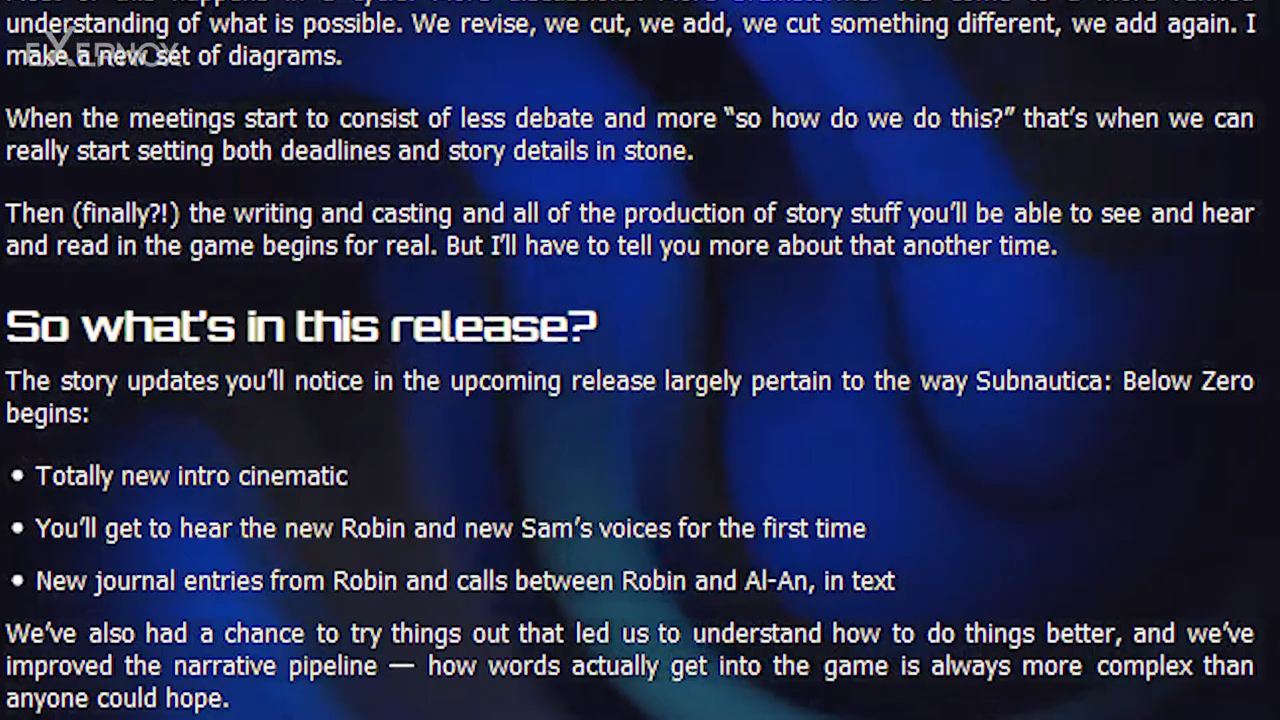 understanding of what is possible. We revise, we cut, we add, we cut something different, we add again. I
make a new set of diagrams.
EXERNOX
When the meetings start to consist of less debate and more “so how do we do this?” that’s when we can
really start setting both deadlines and story details in stone.
Then (finally?!) the writing and casting and all of the production of story stuff you’ll be able to see and hear
and read in the game begins for real. But I’ll have to tell you more about that another time.
So what’s in this release?
The story updates you’ll notice in the upcoming release largely pertain to the way Subnautica: Below Zero
begins:
• Totally new intro cinematic
• You’ll get to hear the new Robin and new Sam’s voices for the first time
• New journal entries from Robin and calls between Robin and Al-An, in text
We’ve also had a chance to try things out that led us to understand how to do things better, and we’ve
improved the narrative pipeline — how words actually get into the game is always more complex than
anyone could hope.